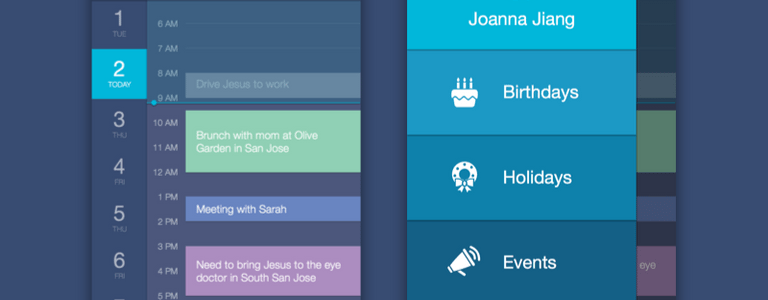 1
TUE
2
TODAY
3
THU
4
FRI
5
THU
6
FRI
6 AM
7 AM
8 AM
Drive Jesus to work
9 AM
10 AM
Brunch with mom at Olive
Garden in San Jose
11 AM
12 AM
1 PM
Meeting with Sarah
2 PM
3 PM
Need to bring Jesus to the eye
doctor in South San Jose
4 PM
5 PM
Joanna Jiang
Birthdays
Holidays
Events
eye